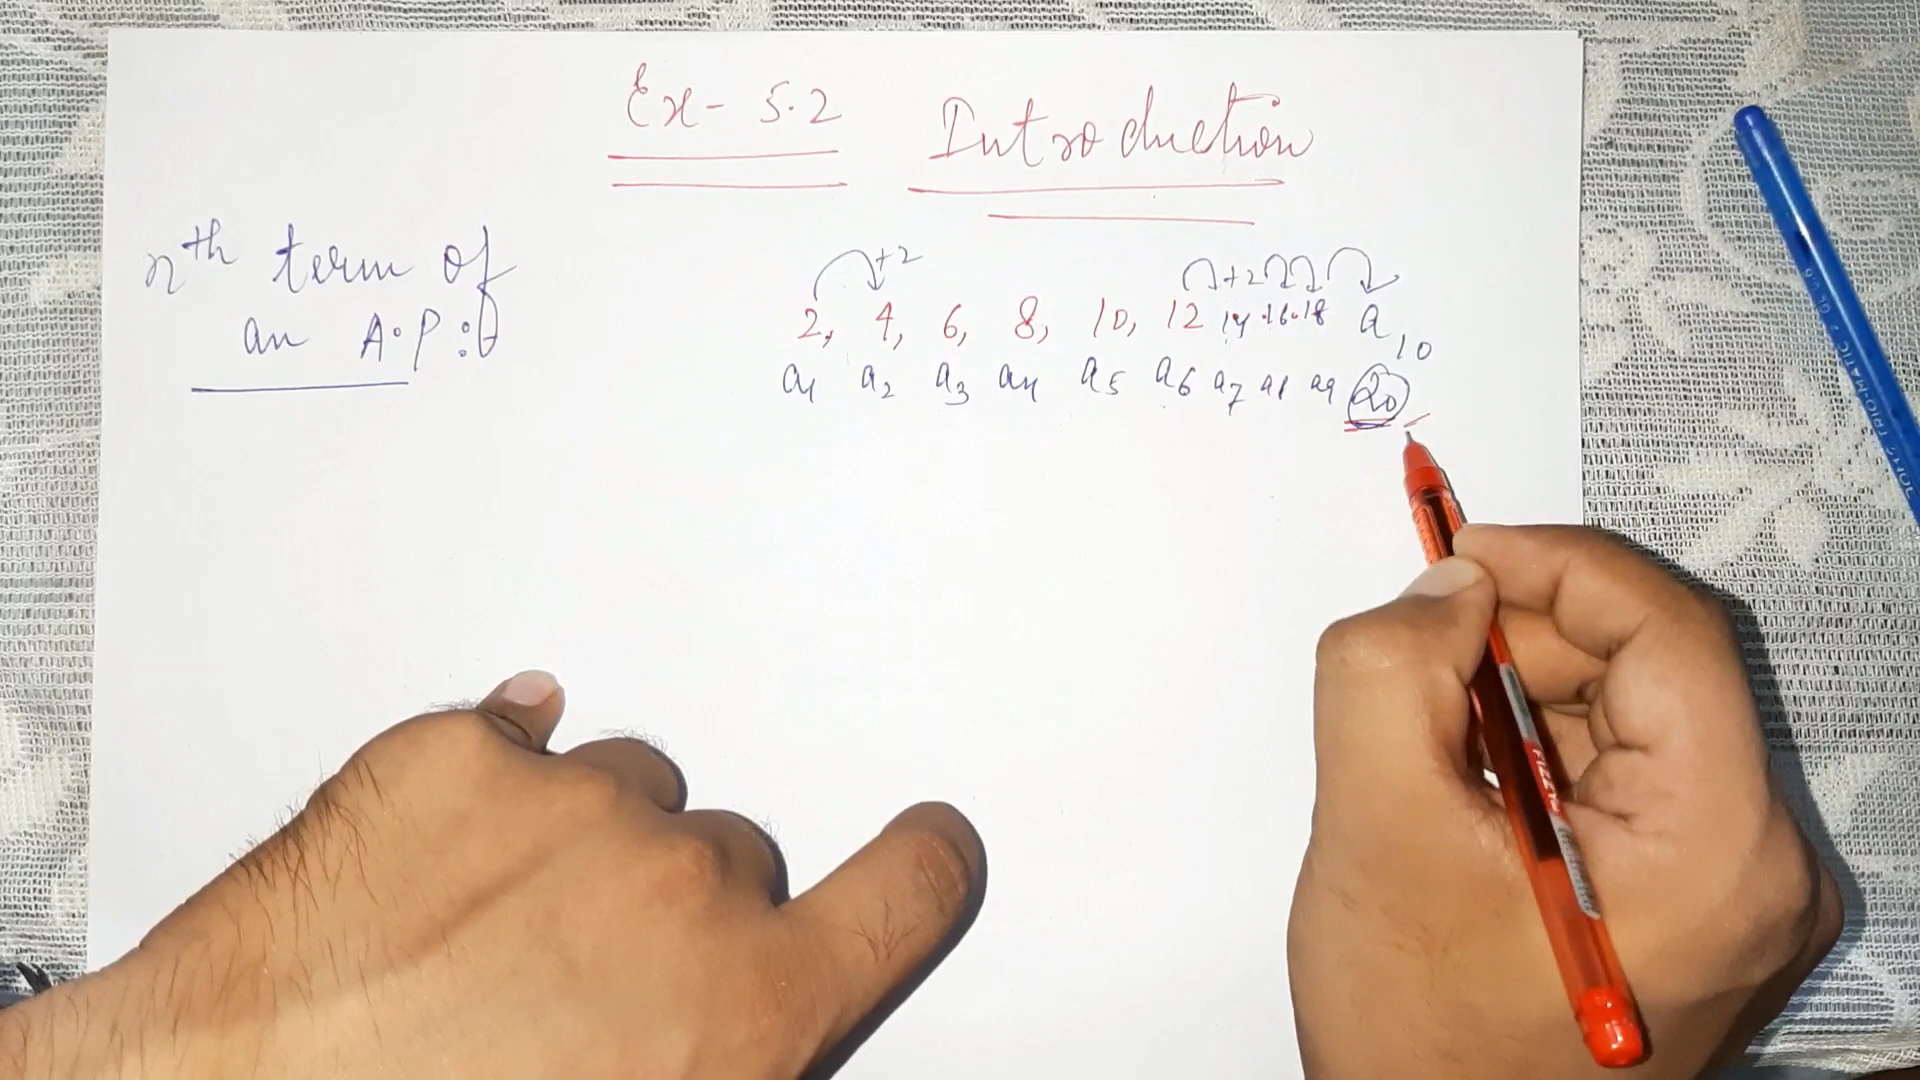 Ex- 5.2 Introduction
nth term of
an A.P :0
+2 +2
2, 4, 6, 8, 10, 12 14.16.18 a10
a1 a2 a3 a4 a5 a6 a7 a8 a9 20